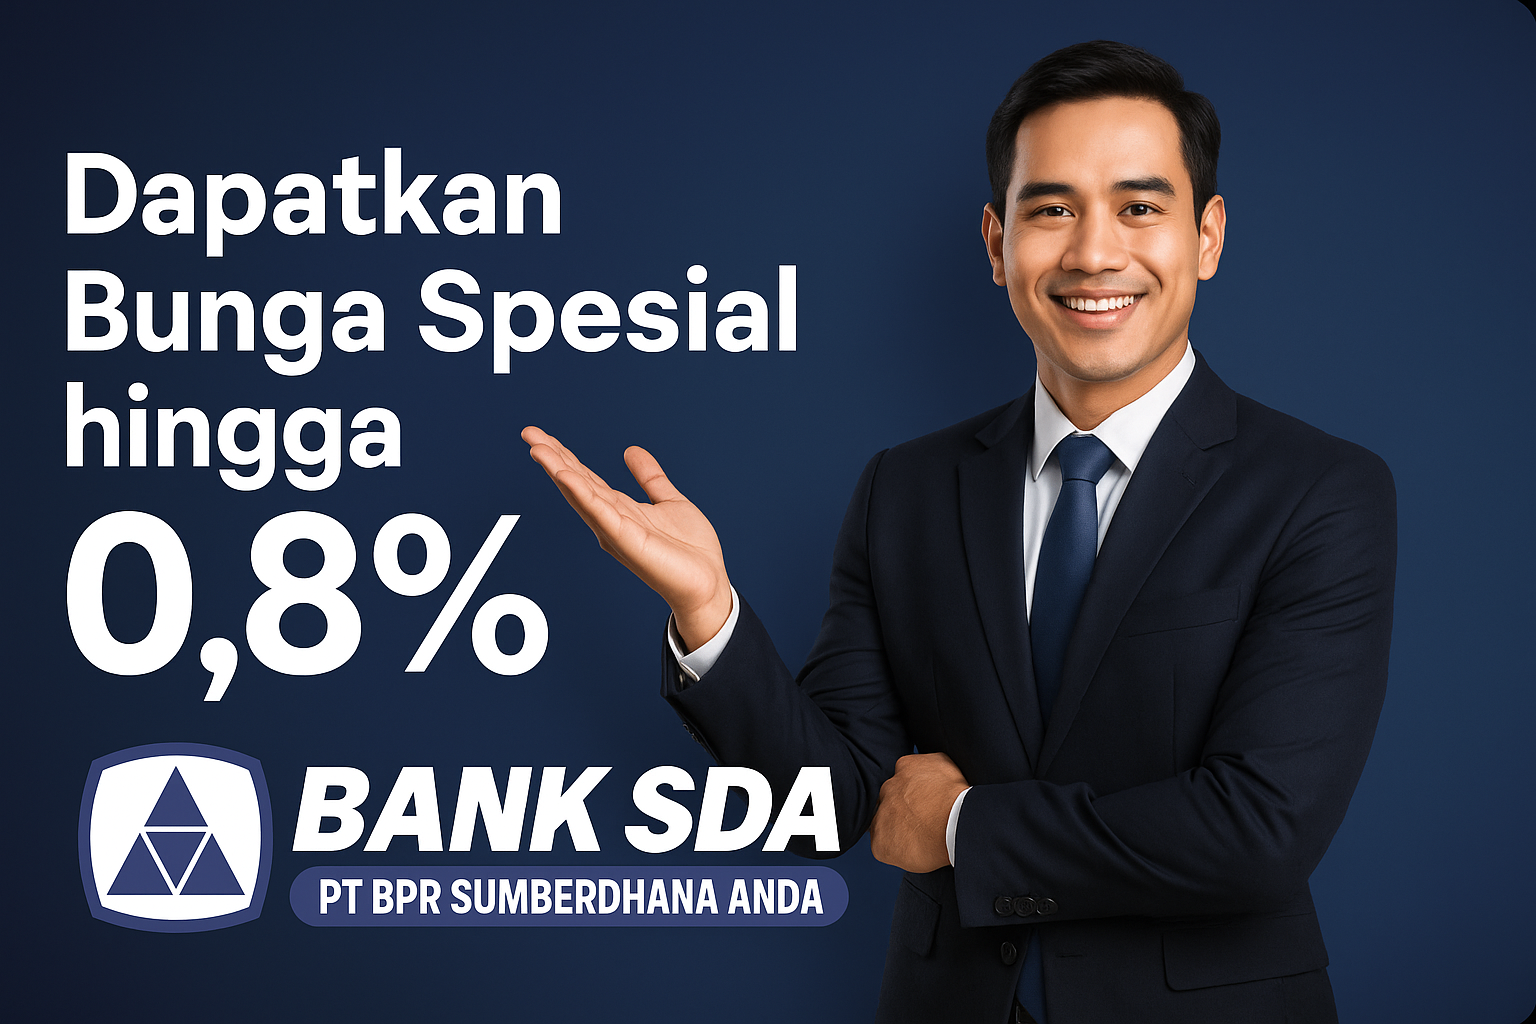 Dapatkan
Bunga Spesial
hingga
0,8%
BANK SDA
PT BPR SUMBERDHANA ANDA